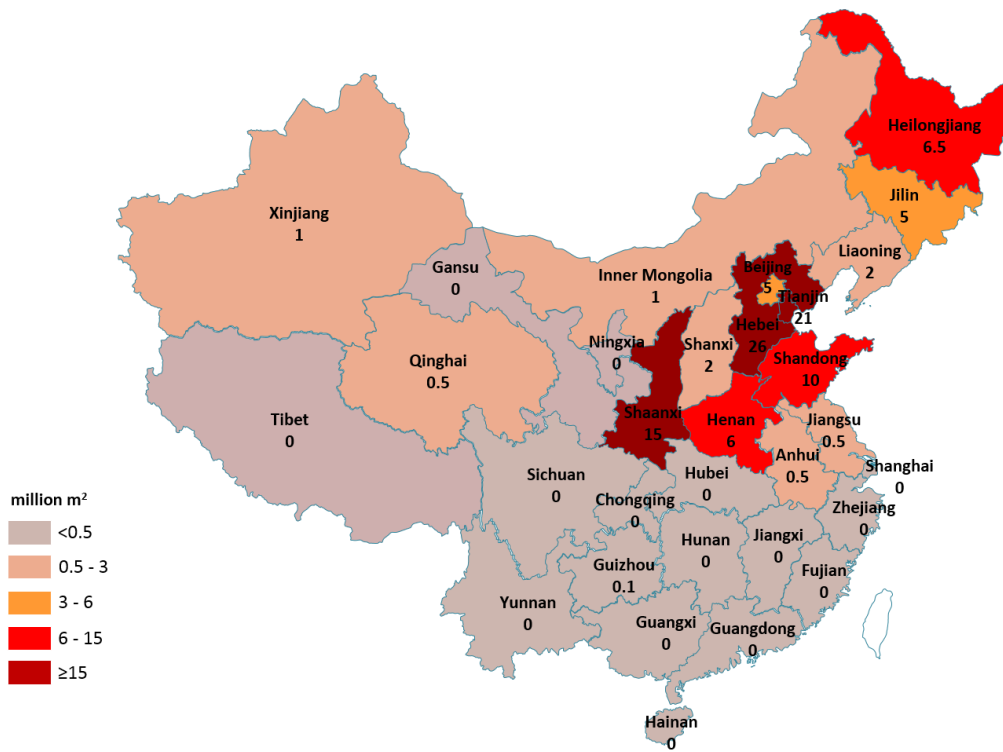 Heilongjiang
6.5
Jilin
5
Xinjiang
1
Liaoning
2
Gansu
0
Inner Mongolia
1
Beijing
5
Tianjin
21
Hebei
26
Ningxia
0
Shanxi
2
Qinghai
0.5
Shandong
10
Tibet
0
Shaanxi
15
Henan
6
Jiangsu
0.5
Anhui
0.5
Shanghai
0
Sichuan
0
Hubei
0
Chongqing
0
Zhejiang
0
Hunan
0
Jiangxi
0
Guizhou
0.1
Fujian
0
Yunnan
0
Guangxi
0
Guangdong
0
Hainan
0
million m²
<0.5
0.5 - 3
3 - 6
6 - 15
≥15